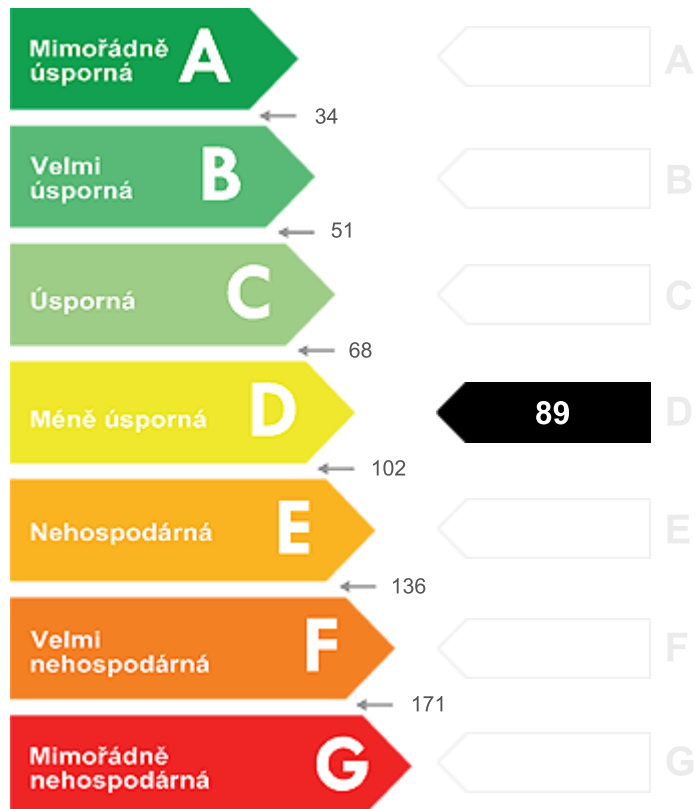 Mimořádně
úsporná
A
A
34
Velmi
úsporná
B
B
51
Úsporná
C
C
68
Méně úsporná
D
89
D
102
Nehospodárná
E
E
136
Velmi
nehospodárná
F
F
171
Mimořádně
nehospodárná
G
G